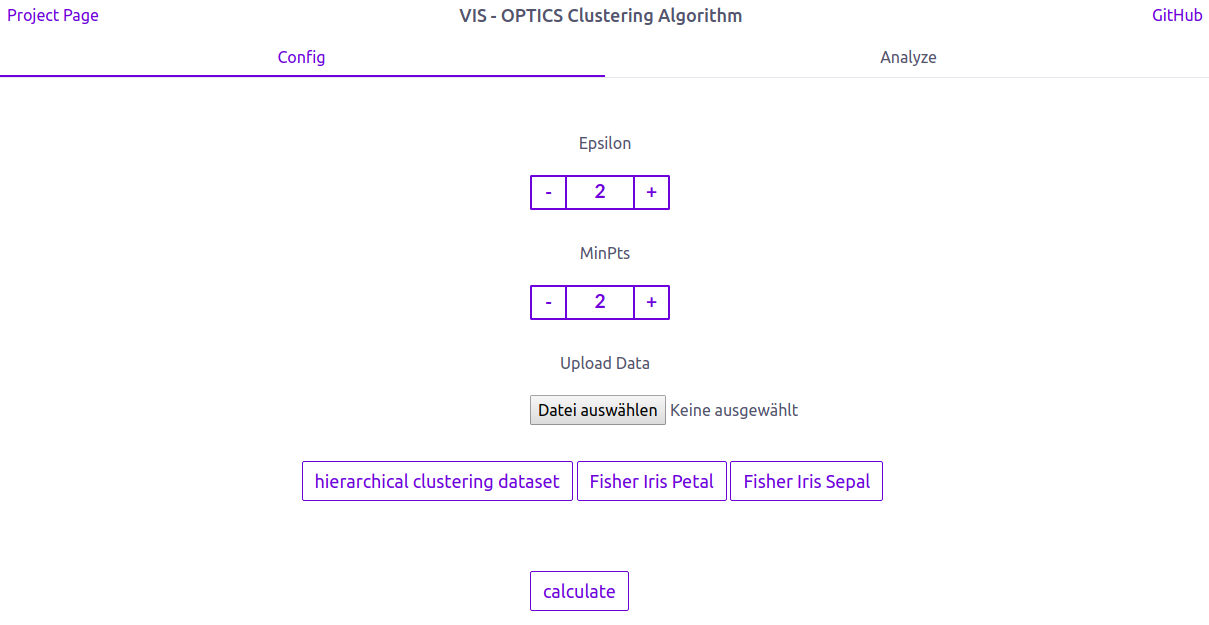 Project Page VIS - OPTICS Clustering Algorithm GitHub
Config Analyze
Epsilon
- 2 +
MinPts
- 2 +
Upload Data
Datei auswählen Keine ausgewählt
hierarchical clustering dataset Fisher Iris Petal Fisher Iris Sepal
calculate